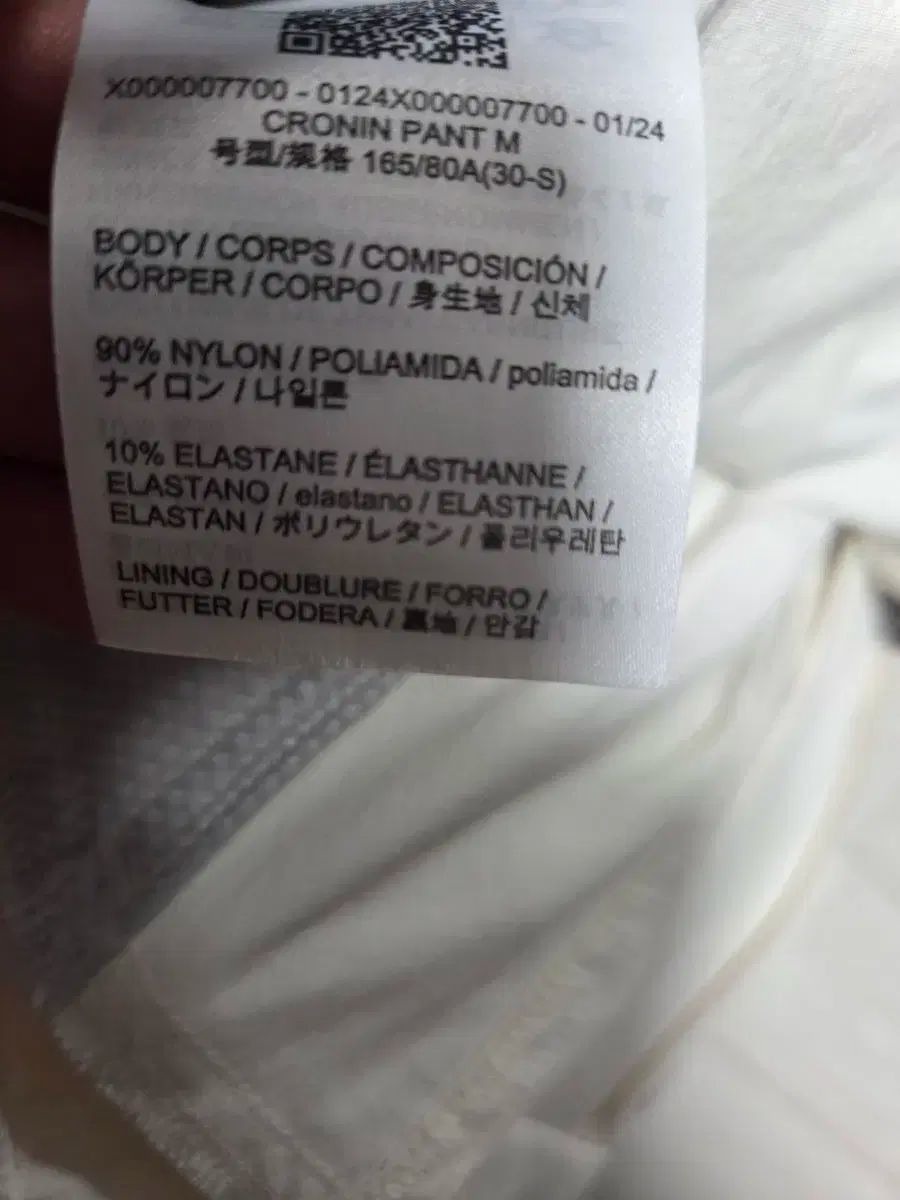 X000007700 - 0124X000007700 - 01/24
CRONIN PANT M
号型/规格 165/80A(30-S)
BODY / CORPS / COMPOSICIÓN /
KÖRPER / CORPO / 身生地 / 신체
90% NYLON / POLIAMIDA / poliamida /
ナイロン / 나일론
10% ELASTANE / ÉLASTHANNE /
ELASTANO / elastano / ELASTHAN /
ELASTAN / ポリウレタン / 폴리우레탄
LINING / DOUBLURE / FORRO /
FUTTER / FODERA / 裏地 / 안감